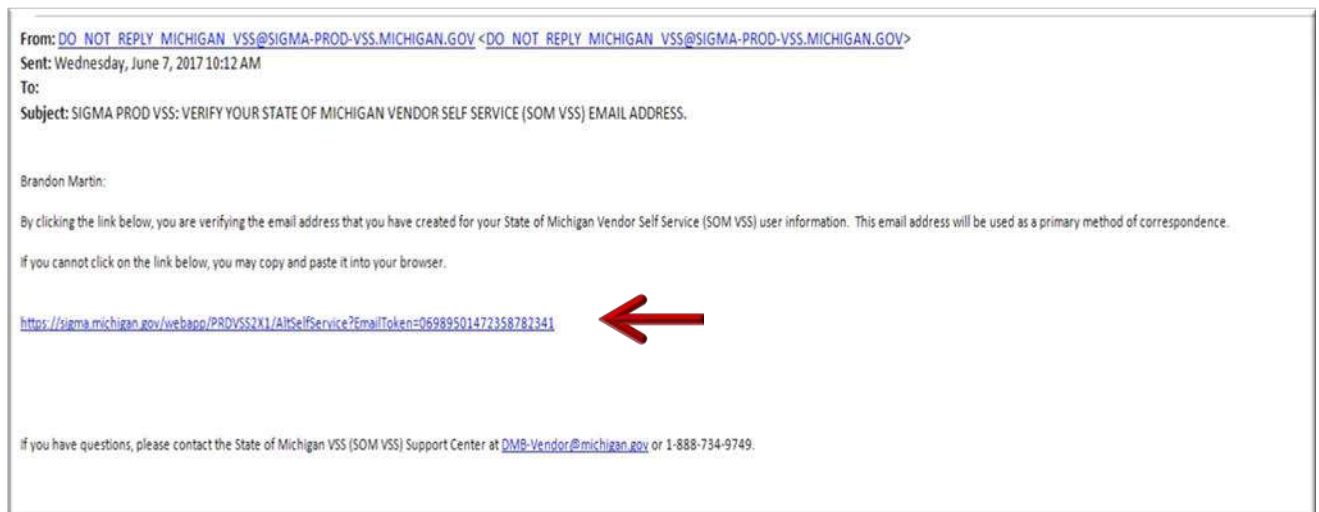 From: DO_NOT_REPLY_MICHIGAN_VSS@SIGMA-PROD-VSS.MICHIGAN.GOV <DO_NOT_REPLY_MICHIGAN_VSS@SIGMA-PROD-VSS.MICHIGAN.GOV>
Sent: Wednesday, June 7, 2017 10:12 AM
To:
Subject: SIGMA PROD VSS: VERIFY YOUR STATE OF MICHIGAN VENDOR SELF SERVICE (SOM VSS) EMAIL ADDRESS.
Brandon Martin:
By clicking the link below, you are verifying the email address that you have created for your State of Michigan Vendor Self Service (SOM VSS) user information. This email address will be used as a primary method of correspondence.
If you cannot click on the link below, you may copy and paste it into your browser.
https://sigma.michigan.gov/webapp/PRDVSS2X1/AltSelfService?EmailToken=06989501472358782341
If you have questions, please contact the State of Michigan VSS (SOM VSS) Support Center at DMB-Vendor@michigan.gov or 1-888-734-9749.